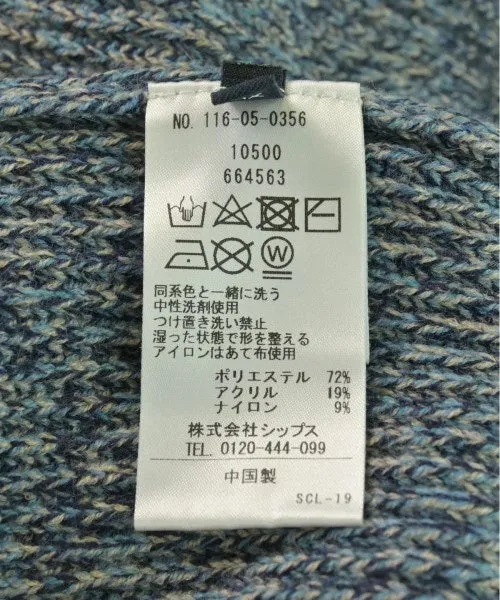 NO. 116-05-0356
10500
664563
W
同系色と一緒に洗う
中性洗剤使用
つけ置き洗い禁止
湿った状態で形を整える
アイロンはあて布使用
ポリエステル 72%
アクリル 19%
ナイロン 9%
株式会社シップス
TEL. 0120-444-099
中国製
SCL-19